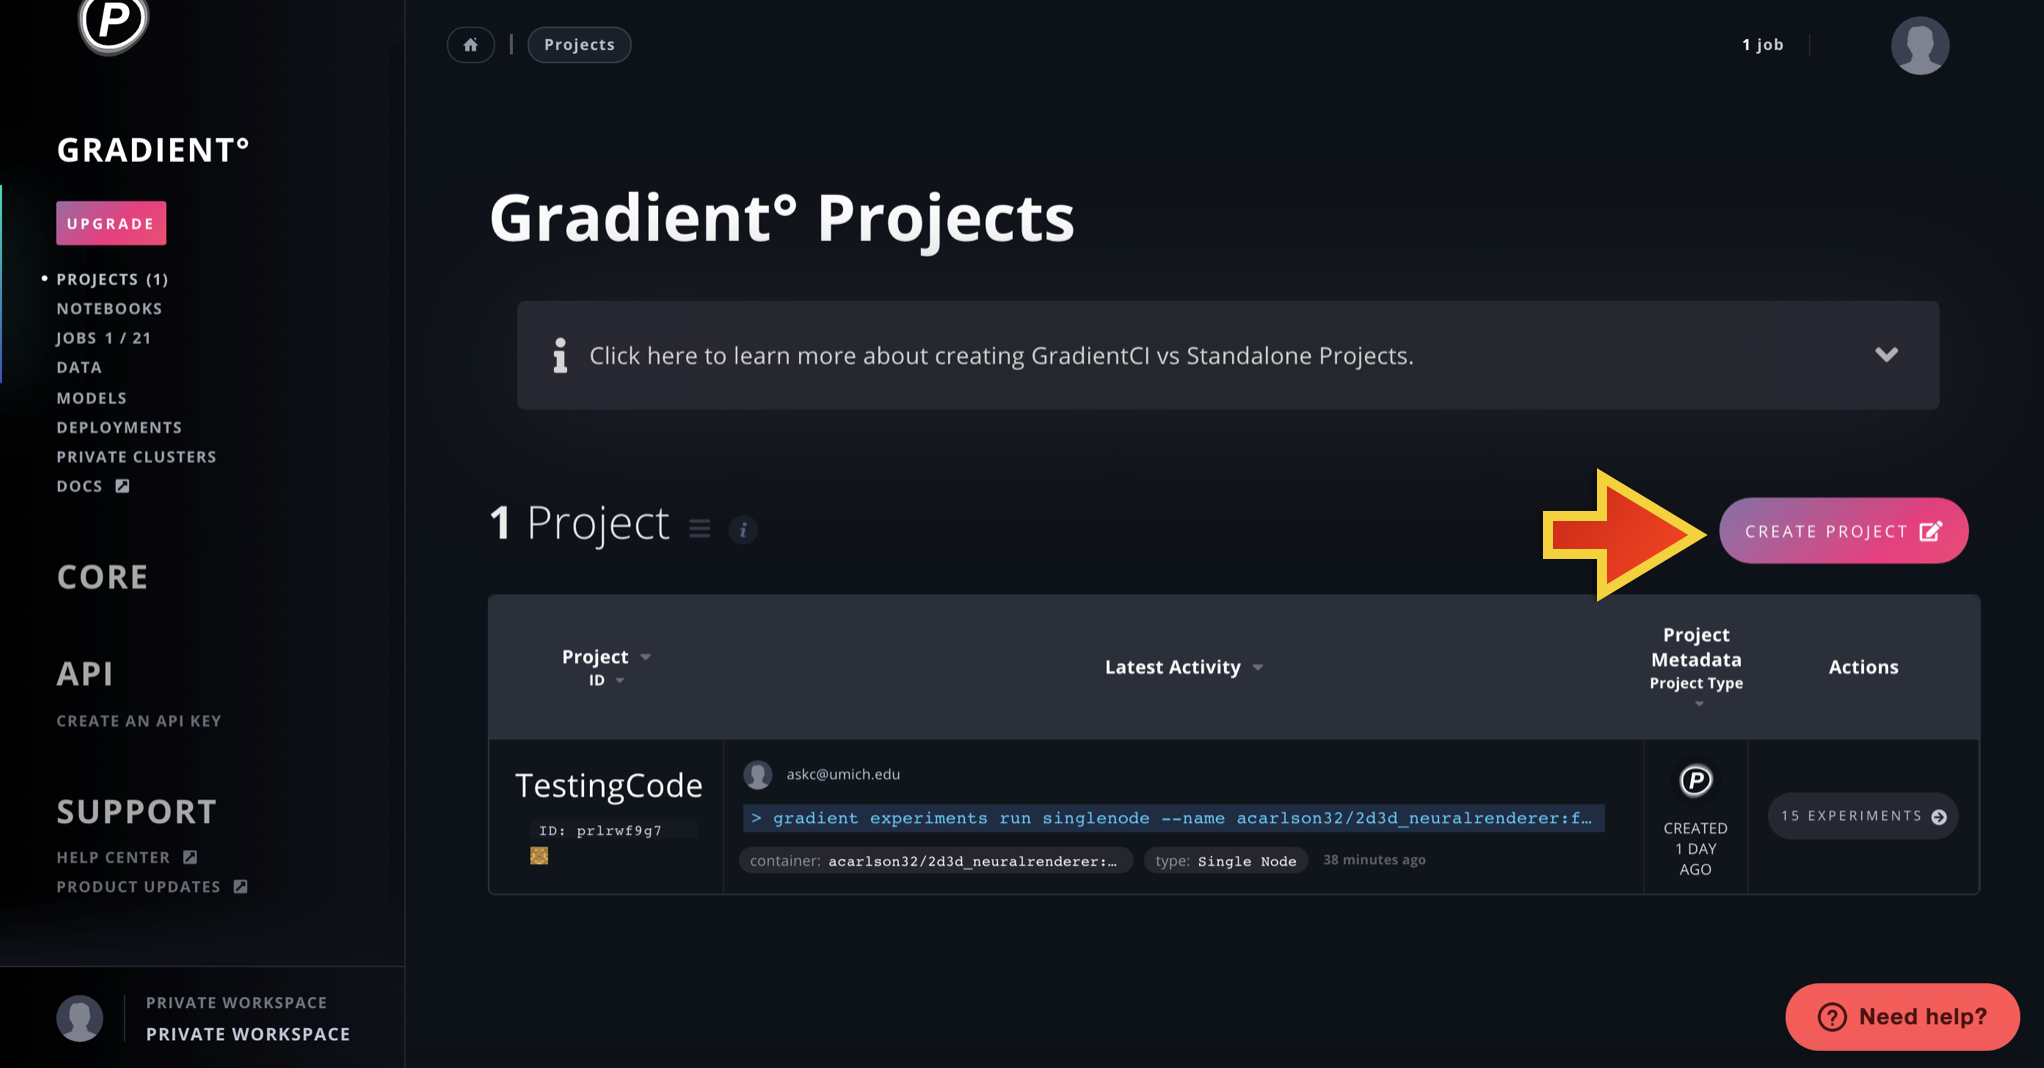 P
GRADIENT°
UPGRADE
• PROJECTS (1)
NOTEBOOKS
JOBS 1 / 21
DATA
MODELS
DEPLOYMENTS
PRIVATE CLUSTERS
DOCS
CORE
API
CREATE AN API KEY
SUPPORT
HELP CENTER
PRODUCT UPDATES
PRIVATE WORKSPACE
PRIVATE WORKSPACE
| Projects
1 job
Gradient° Projects
i Click here to learn more about creating GradientCI vs Standalone Projects.
1 Project i
CREATE PROJECT
Project
ID
Latest Activity
Project
Metadata
Project Type
Actions
TestingCode
ID: prlrwf9g7
askc@umich.edu
> gradient experiments run singlenode --name acarlson32/2d3d_neuralrenderer:f…
container: acarlson32/2d3d_neuralrenderer:… type: Single Node 38 minutes ago
P
CREATED
1 DAY
AGO
15 EXPERIMENTS
? Need help?